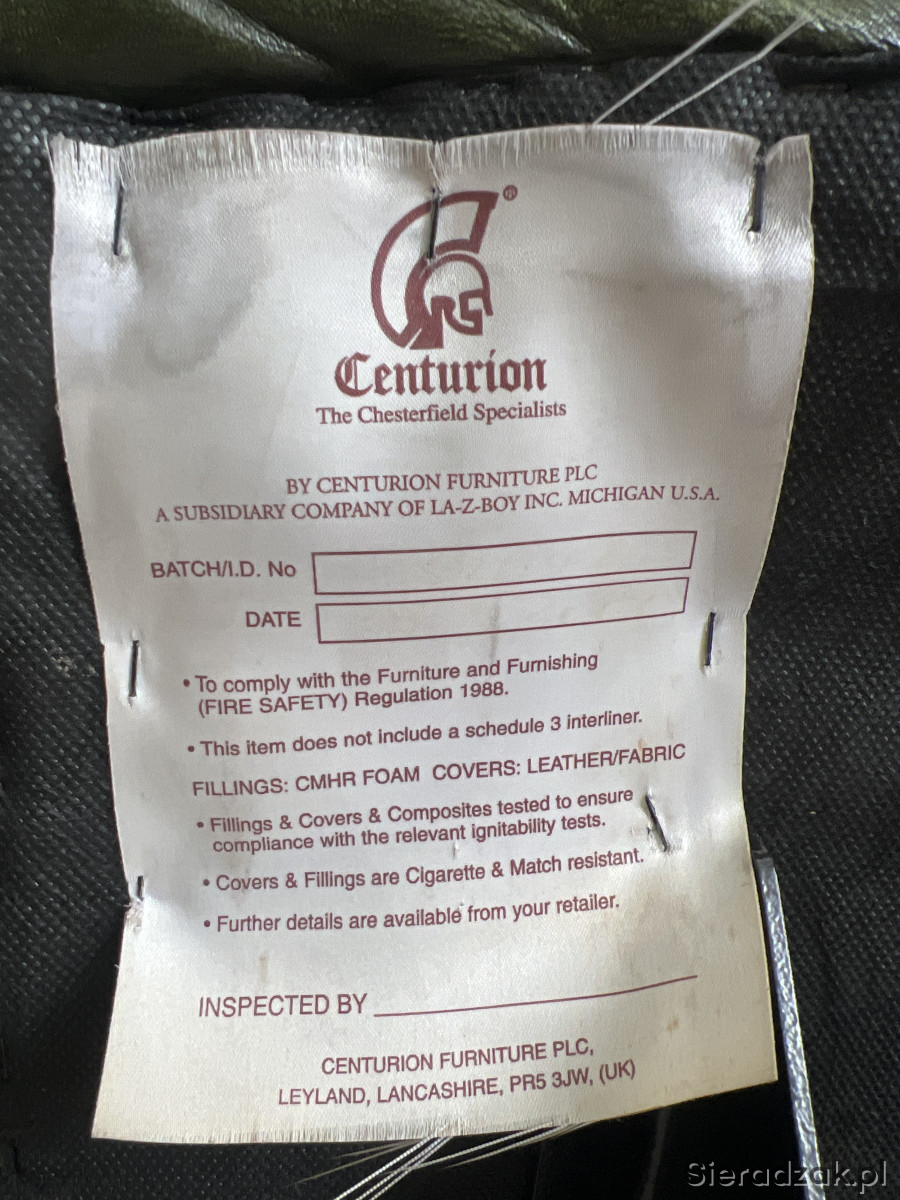 ®
Centurion
The Chesterfield Specialists
BY CENTURION FURNITURE PLC
A SUBSIDIARY COMPANY OF LA-Z-BOY INC. MICHIGAN U.S.A.
BATCH/I.D. No
DATE
• To comply with the Furniture and Furnishing
(FIRE SAFETY) Regulation 1988.
• This item does not include a schedule 3 interliner.
FILLINGS: CMHR FOAM COVERS: LEATHER/FABRIC
• Fillings & Covers & Composites tested to ensure
compliance with the relevant ignitability tests.
• Covers & Fillings are Cigarette & Match resistant.
• Further details are available from your retailer.
INSPECTED BY
CENTURION FURNITURE PLC,
LEYLAND, LANCASHIRE, PR5 3JW, (UK)
Sieradzak.pl